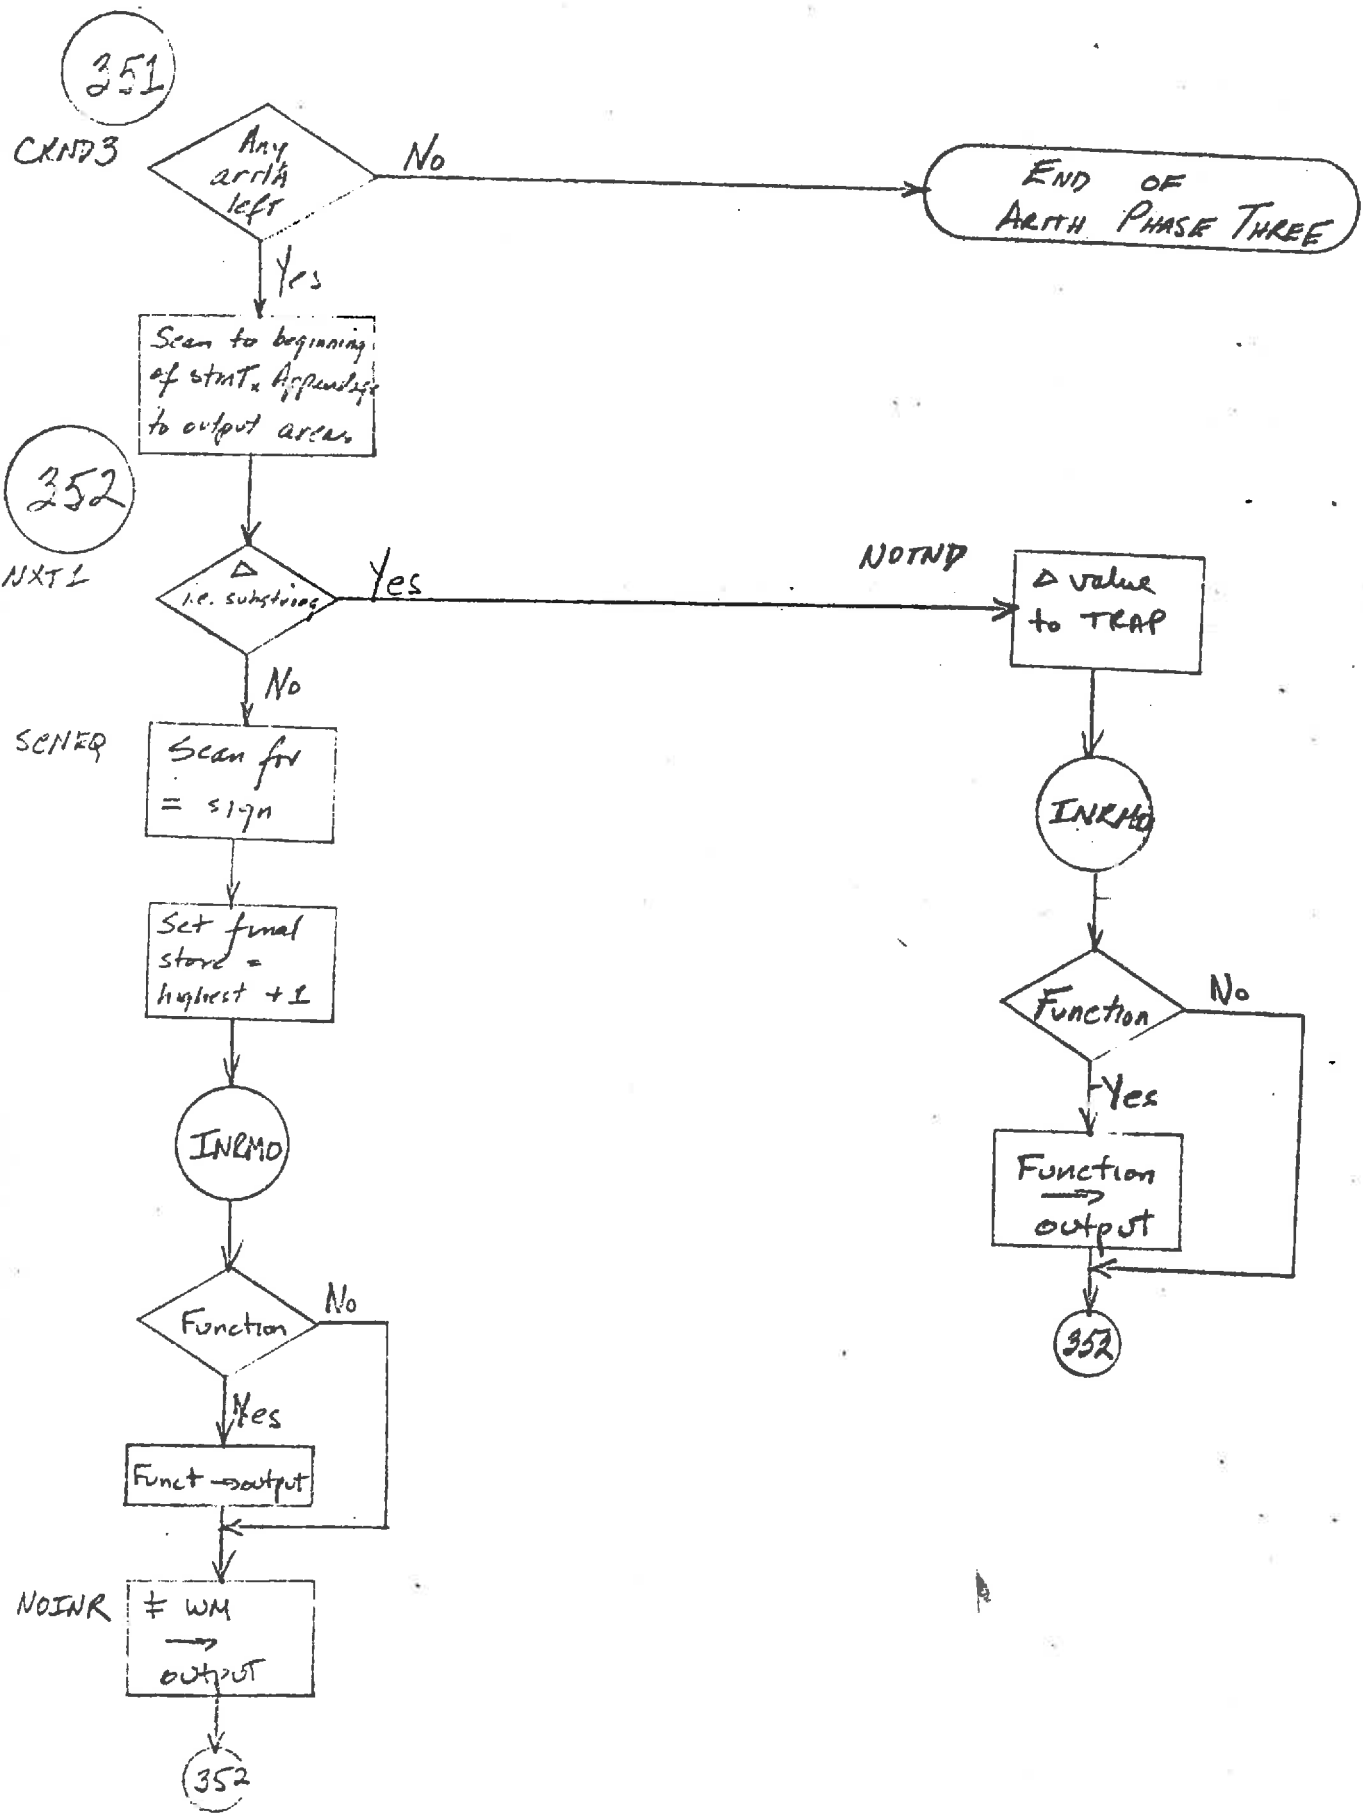 351
CKND3
Any
arith
left
No
END OF
ARITH PHASE THREE
Yes
Scan to beginning
of stmT. Appendage
to output area.
352
NXT1
Δ
i.e. substring
Yes
NOTND
Δ value
to TRAP
No
SCNEQ
Scan for
= sign
INRMO
Set final
store =
highest +1
Function
No
Yes
INRMO
Function
→
output
Function
No
352
Yes
Funct → output
NOINR
‡ WM
→
output
352